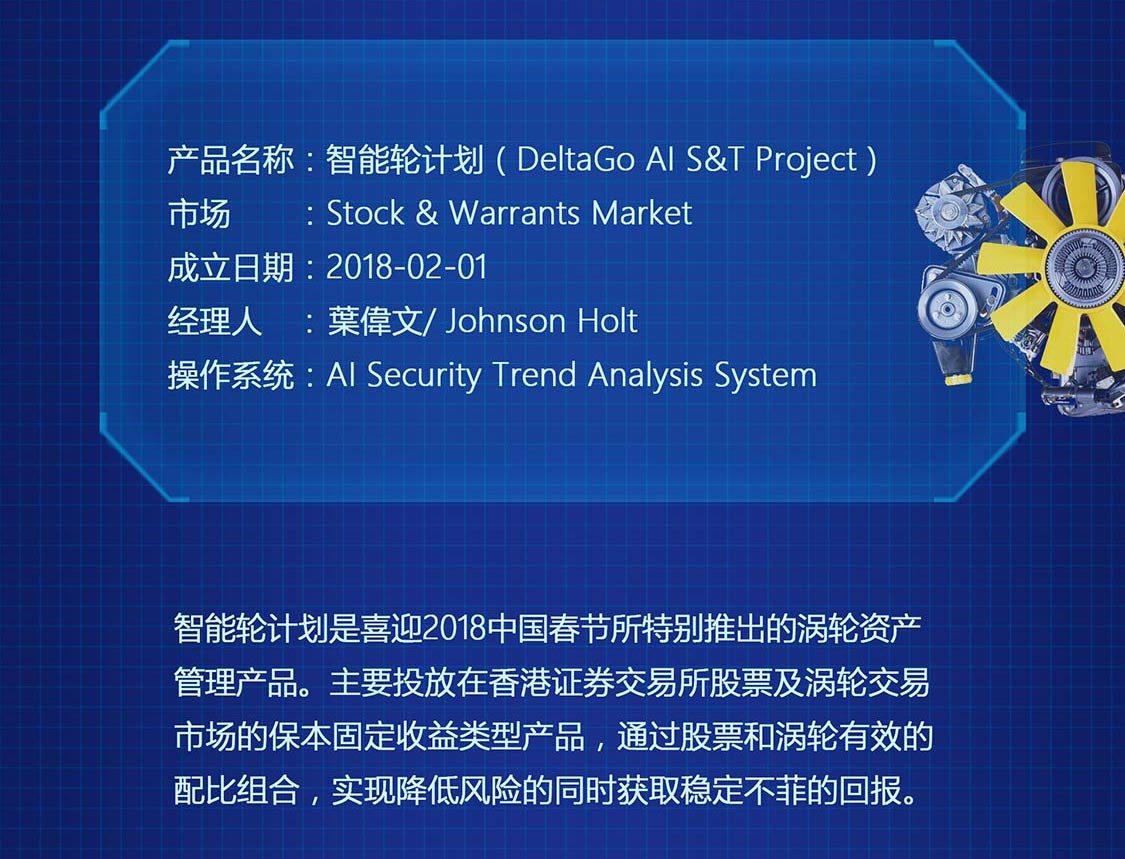 产品名称：智能轮计划（DeltaGo AI S&T Project）
市场：Stock & Warrants Market
成立日期：2018-02-01
经理人：葉偉文/ Johnson Holt
操作系统：AI Security Trend Analysis System
智能轮计划是喜迎2018中国春节所特别推出的涡轮资产
管理产品。主要投放在香港证券交易所股票及涡轮交易
市场的保本固定收益类型产品，通过股票和涡轮有效的
配比组合，实现降低风险的同时获取稳定不菲的回报。